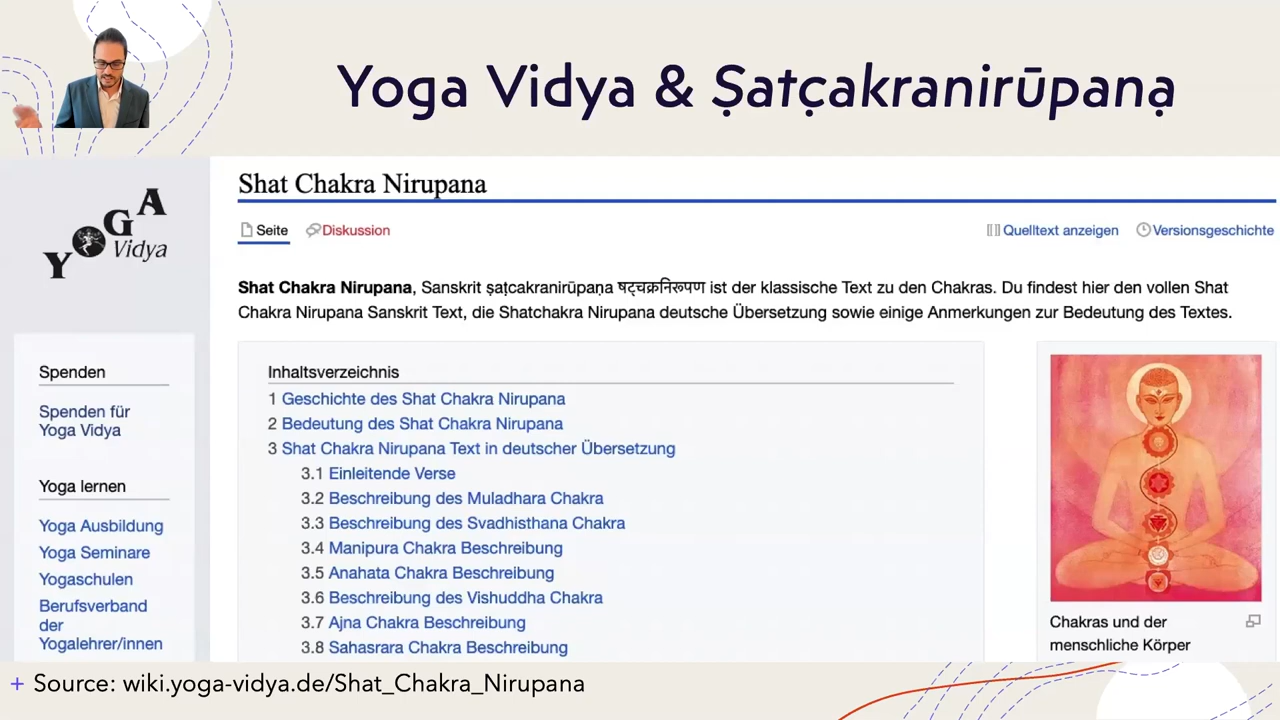 Yoga Vidya & Ṣatc̣akranirūpaṇạ
YOGA
Vidya
Shat Chakra Nirupana
Seite
Diskussion
Quelltext anzeigen
Versionsgeschichte
Shat Chakra Nirupana, Sanskrit ṣaṭcakranirūpaṇa षट्चक्रनिरूपण ist der klassische Text zu den Chakras. Du findest hier den vollen Shat
Chakra Nirupana Sanskrit Text, die Shatchakra Nirupana deutsche Übersetzung sowie einige Anmerkungen zur Bedeutung des Textes.
Spenden
Spenden für
Yoga Vidya
Yoga lernen
Yoga Ausbildung
Yoga Seminare
Yogaschulen
Berufsverband
der
Yogalehrer/innen
Inhaltsverzeichnis
1 Geschichte des Shat Chakra Nirupana
2 Bedeutung des Shat Chakra Nirupana
3 Shat Chakra Nirupana Text in deutscher Übersetzung
3.1 Einleitende Verse
3.2 Beschreibung des Muladhara Chakra
3.3 Beschreibung des Svadhisthana Chakra
3.4 Manipura Chakra Beschreibung
3.5 Anahata Chakra Beschreibung
3.6 Beschreibung des Vishuddha Chakra
3.7 Ajna Chakra Beschreibung
3.8 Sahasrara Chakra Beschreibung
Chakras und der
menschliche Körper
+ Source: wiki.yoga-vidya.de/Shat_Chakra_Nirupana